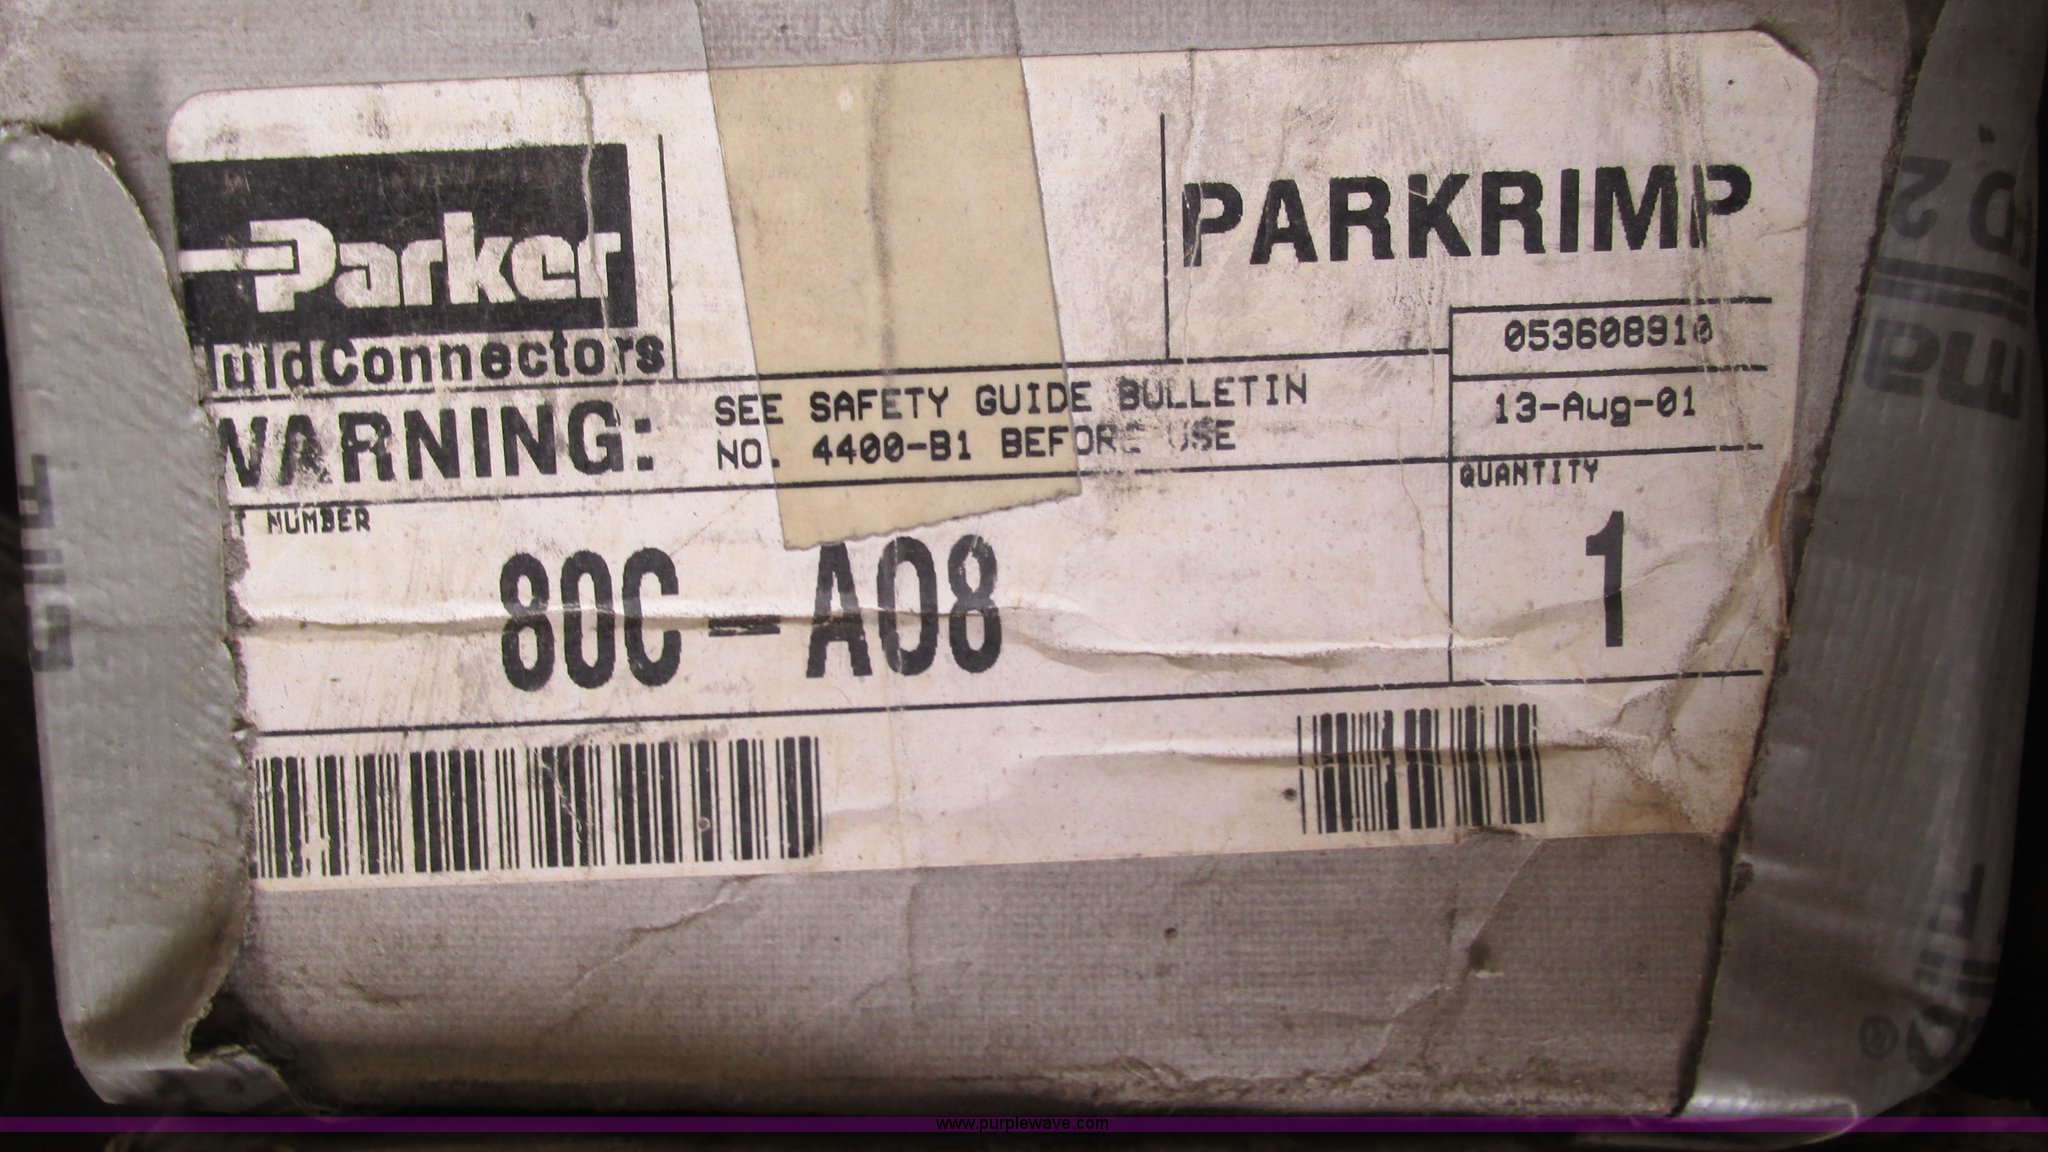 Parker
luidConnectors
PARKRIMP
053608910
13-Aug-01
WARNING:
SEE SAFETY GUIDE BULLETIN
NO. 4400-B1 BEFORE USE
QUANTITY
1
T NUMBER
80C-A08
www.purplewave.com